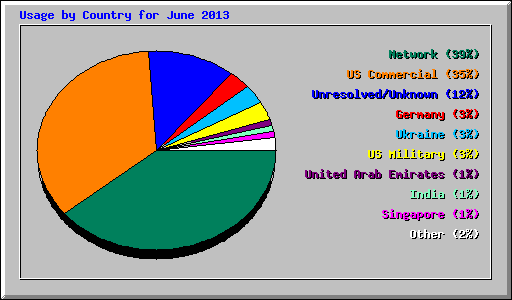 Usage by Country for June 2013
Network (39%)
US Commercial (35%)
Unresolved/Unknown (12%)
Germany (3%)
Ukraine (3%)
US Military (3%)
United Arab Emirates (1%)
India (1%)
Singapore (1%)
Other (2%)